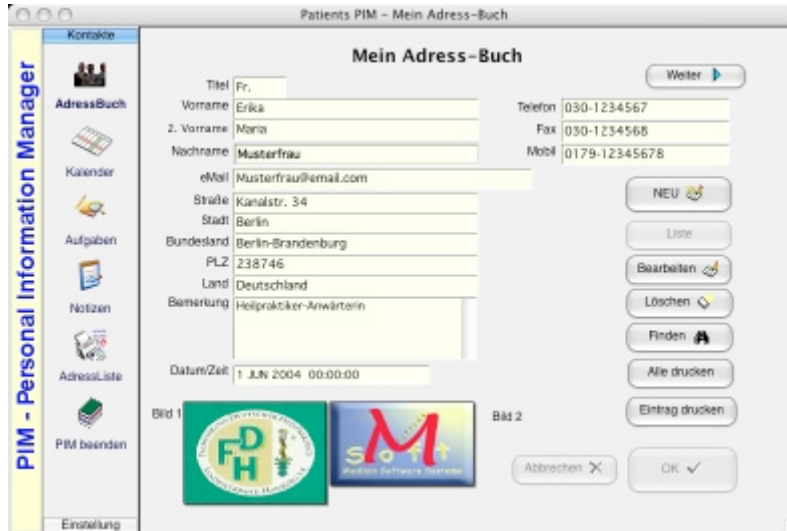 Patients PIM - Mein Adress-Buch
PIM - Personal Information Manager
Kontakte
AdressBuch
Kalender
Aufgaben
Notizen
AdressListe
PIM beenden
Einstellung
Mein Adress-Buch
Weiter
Titel Fr.
Vorname Erika
2. Vorname Maria
Nachname Musterfrau
eMail Musterfrau@email.com
Straße Kanalstr. 34
Stadt Berlin
Bundesland Berlin-Brandenburg
PLZ 238746
Land Deutschland
Bemerkung Heilpraktiker-Anwärterin
Datum/Zeit 1 JUN 2004 00:00:00
Telefon 030-1234567
Fax 030-1234568
Mobil 0179-12345678
NEU
Liste
Bearbeiten
Löschen
Finden
Alle drucken
Eintrag drucken
Bild 1
FDH
M
soft
Medicin Software Systeme
Bild 2
Abbrechen
OK